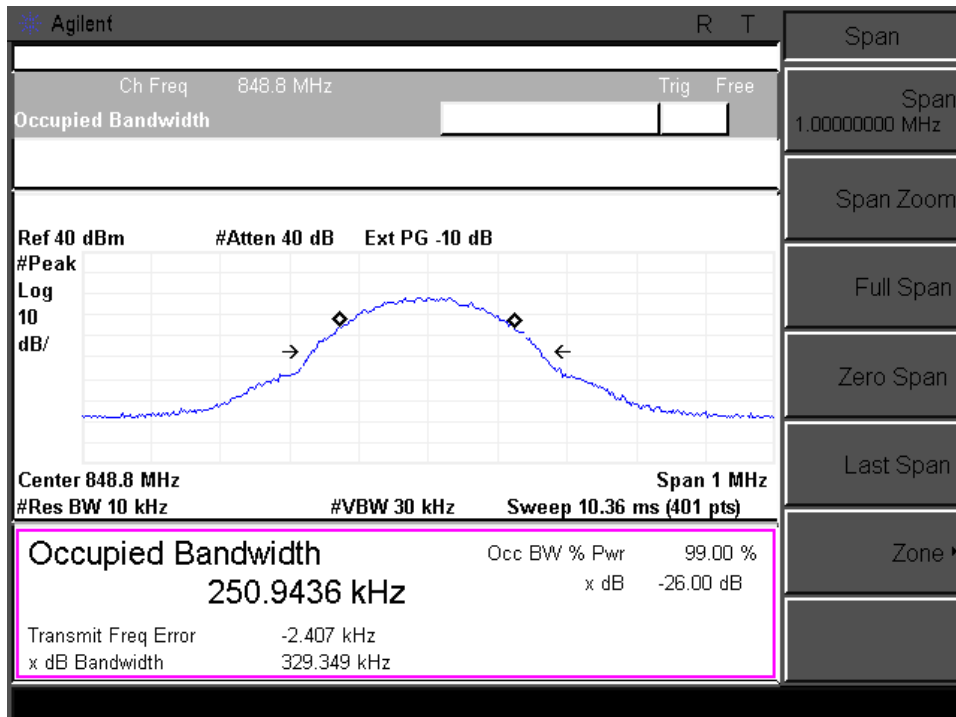 Agilent R T
Ch Freq 848.8 MHz Trig Free
Occupied Bandwidth
Ref 40 dBm #Atten 40 dB Ext PG -10 dB
#Peak
Log
10
dB/
Center 848.8 MHz Span 1 MHz
#Res BW 10 kHz #VBW 30 kHz Sweep 10.36 ms (401 pts)
Occupied Bandwidth
250.9436 kHz
Occ BW % Pwr 99.00 %
x dB -26.00 dB
Transmit Freq Error -2.407 kHz
x dB Bandwidth 329.349 kHz
Span
Span
1.00000000 MHz
Span Zoom
Full Span
Zero Span
Last Span
Zone